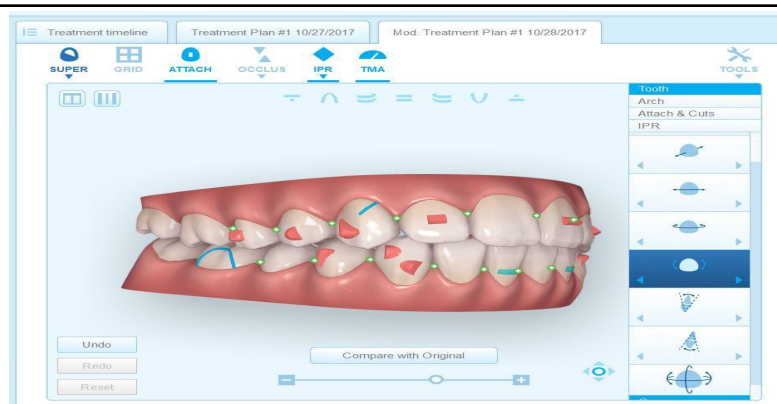 Treatment timeline
Treatment Plan #1 10/27/2017
Mod. Treatment Plan #1 10/28/2017
SUPER
GRID
ATTACH
OCCLUS
IPR
TMA
TOOLS
Tooth
Arch
Attach & Cuts
IPR
Undo
Redo
Reset
Compare with Original